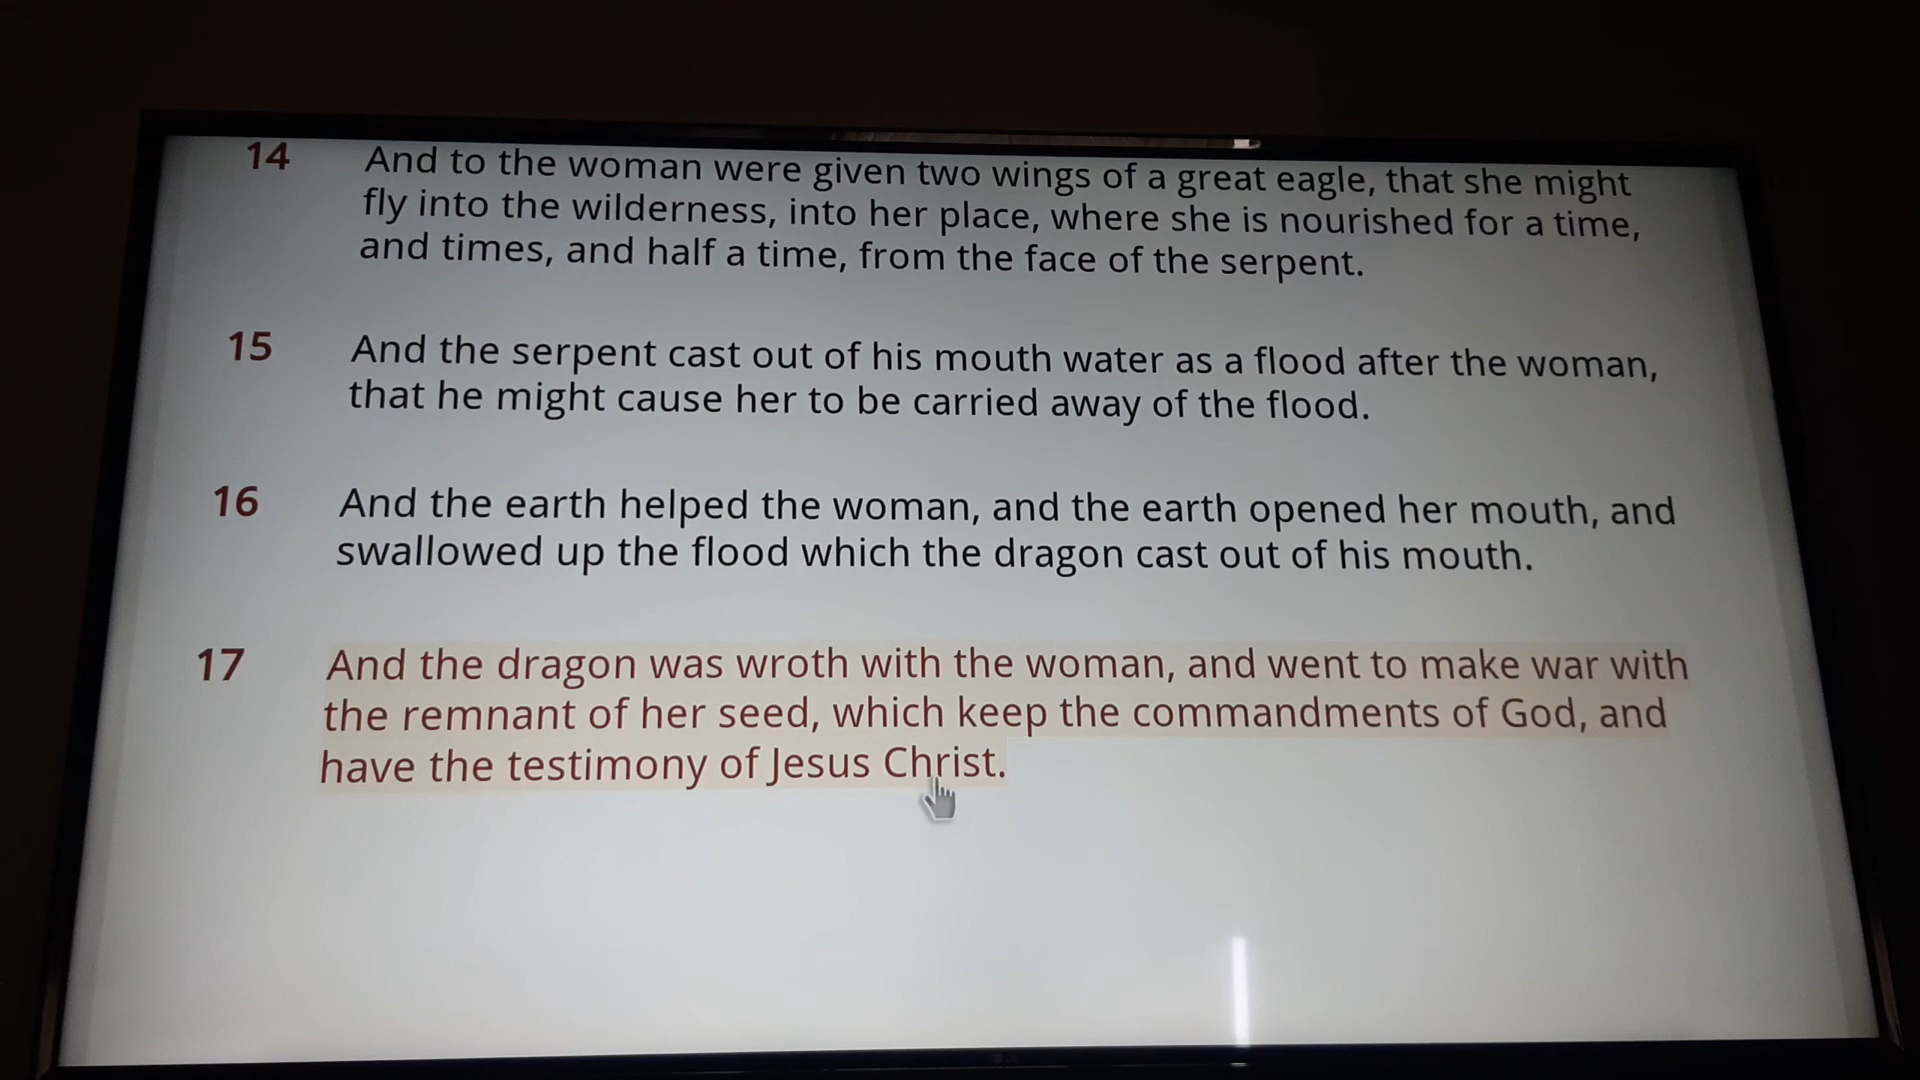 14 And to the woman were given two wings of a great eagle, that she might
fly into the wilderness, into her place, where she is nourished for a time,
and times, and half a time, from the face of the serpent.
15 And the serpent cast out of his mouth water as a flood after the woman,
that he might cause her to be carried away of the flood.
16 And the earth helped the woman, and the earth opened her mouth, and
swallowed up the flood which the dragon cast out of his mouth.
17 And the dragon was wroth with the woman, and went to make war with
the remnant of her seed, which keep the commandments of God, and
have the testimony of Jesus Christ.